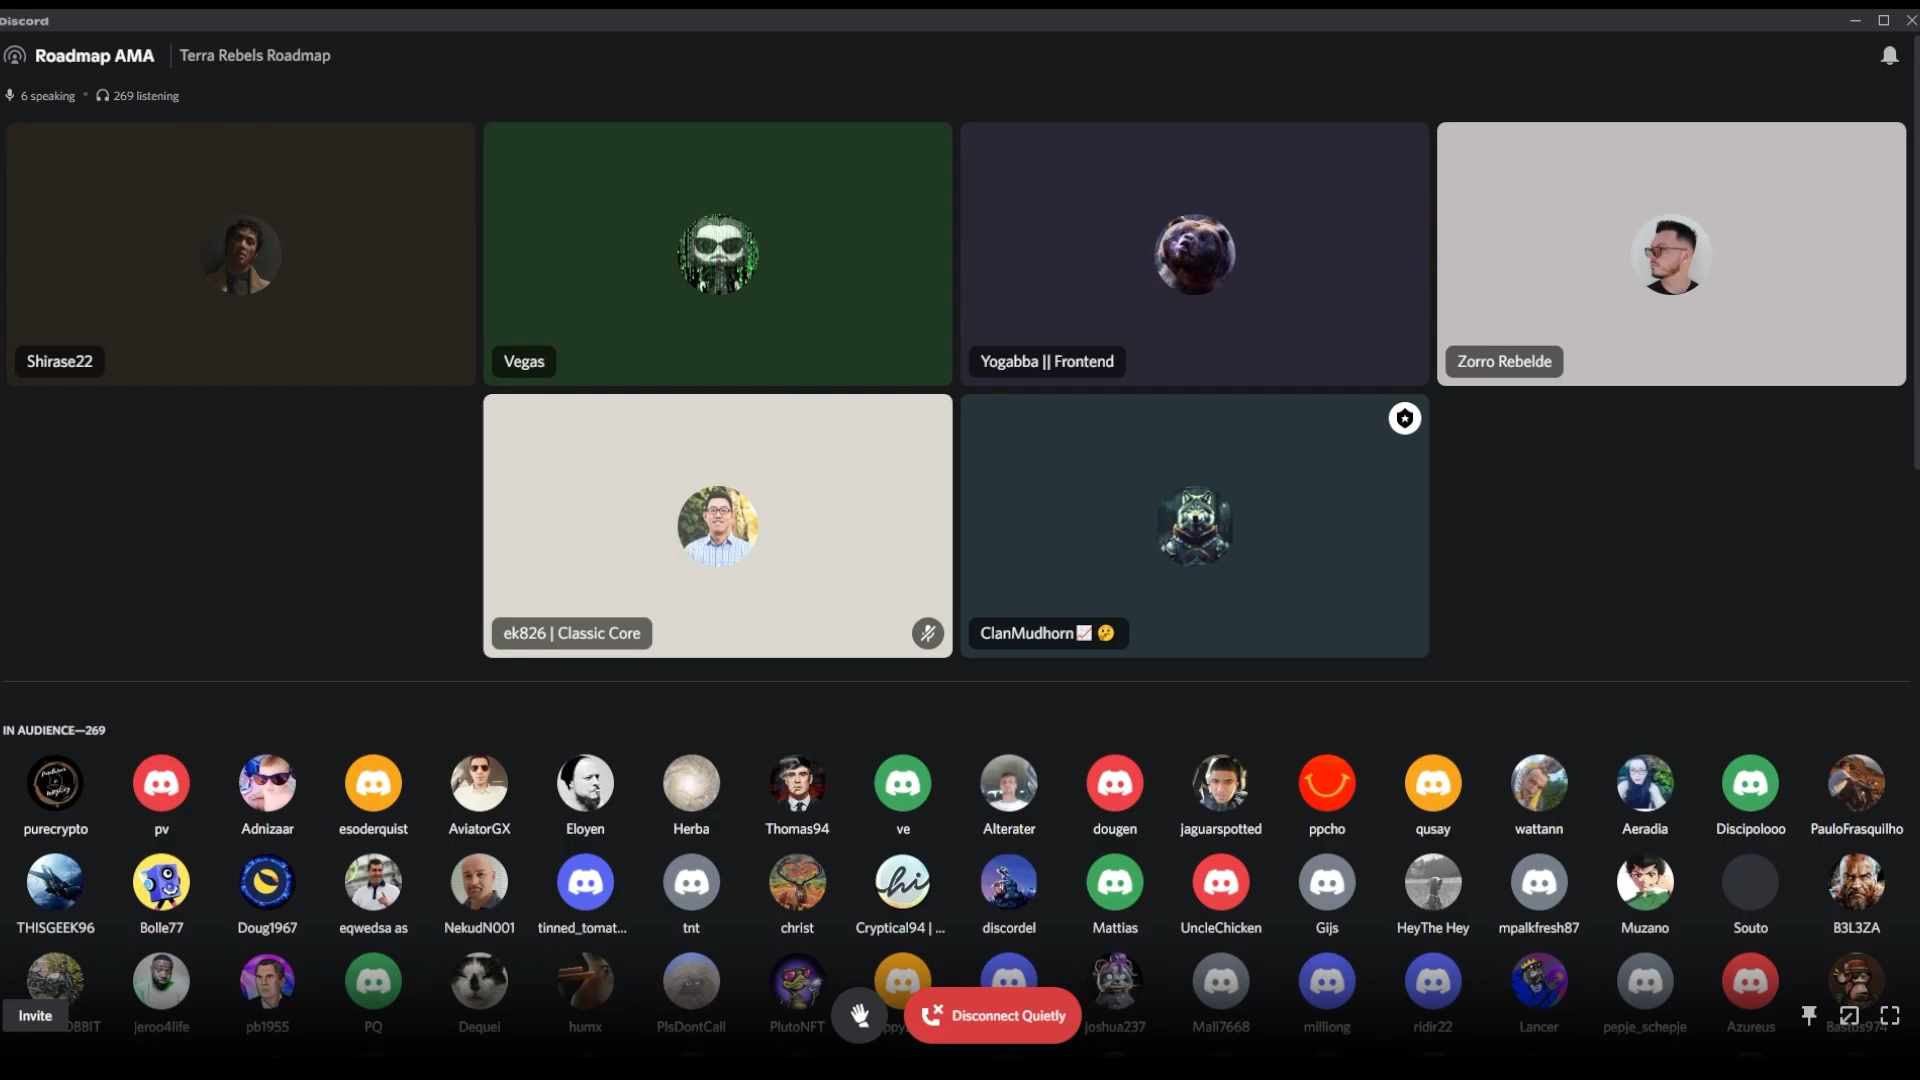 Discord
Roadmap AMA Terra Rebels Roadmap
6 speaking • 269 listening
Shirase22
Vegas
Yogabba || Frontend
Zorro Rebelde
ek826 | Classic Core
ClanMudhorn📈 🤔
IN AUDIENCE—269
purecrypto pv Adnizaar esoderquist AviatorGX Eloyen Herba Thomas94 ve Alterater dougen jaguarspotted ppcho qusay wattann Aeradia Discipolooo PauloFrasquilho
THISGEEK96 Bolle77 Doug1967 eqwedsa as NekudN001 tinned_tomat... tnt christ Cryptical94 | ... discordel Mattias UncleChicken Gijs HeyThe Hey mpalkfresh87 Muzano Souto B3L3ZA
hi
Invite
Disconnect Quietly
jeroo4life pb1955 PQ Dequei humx PlsDontCall PlutoNFT joshua237 Mali7668 milliong ridir22 Lancer pepje_schepje Azureus Bastos974